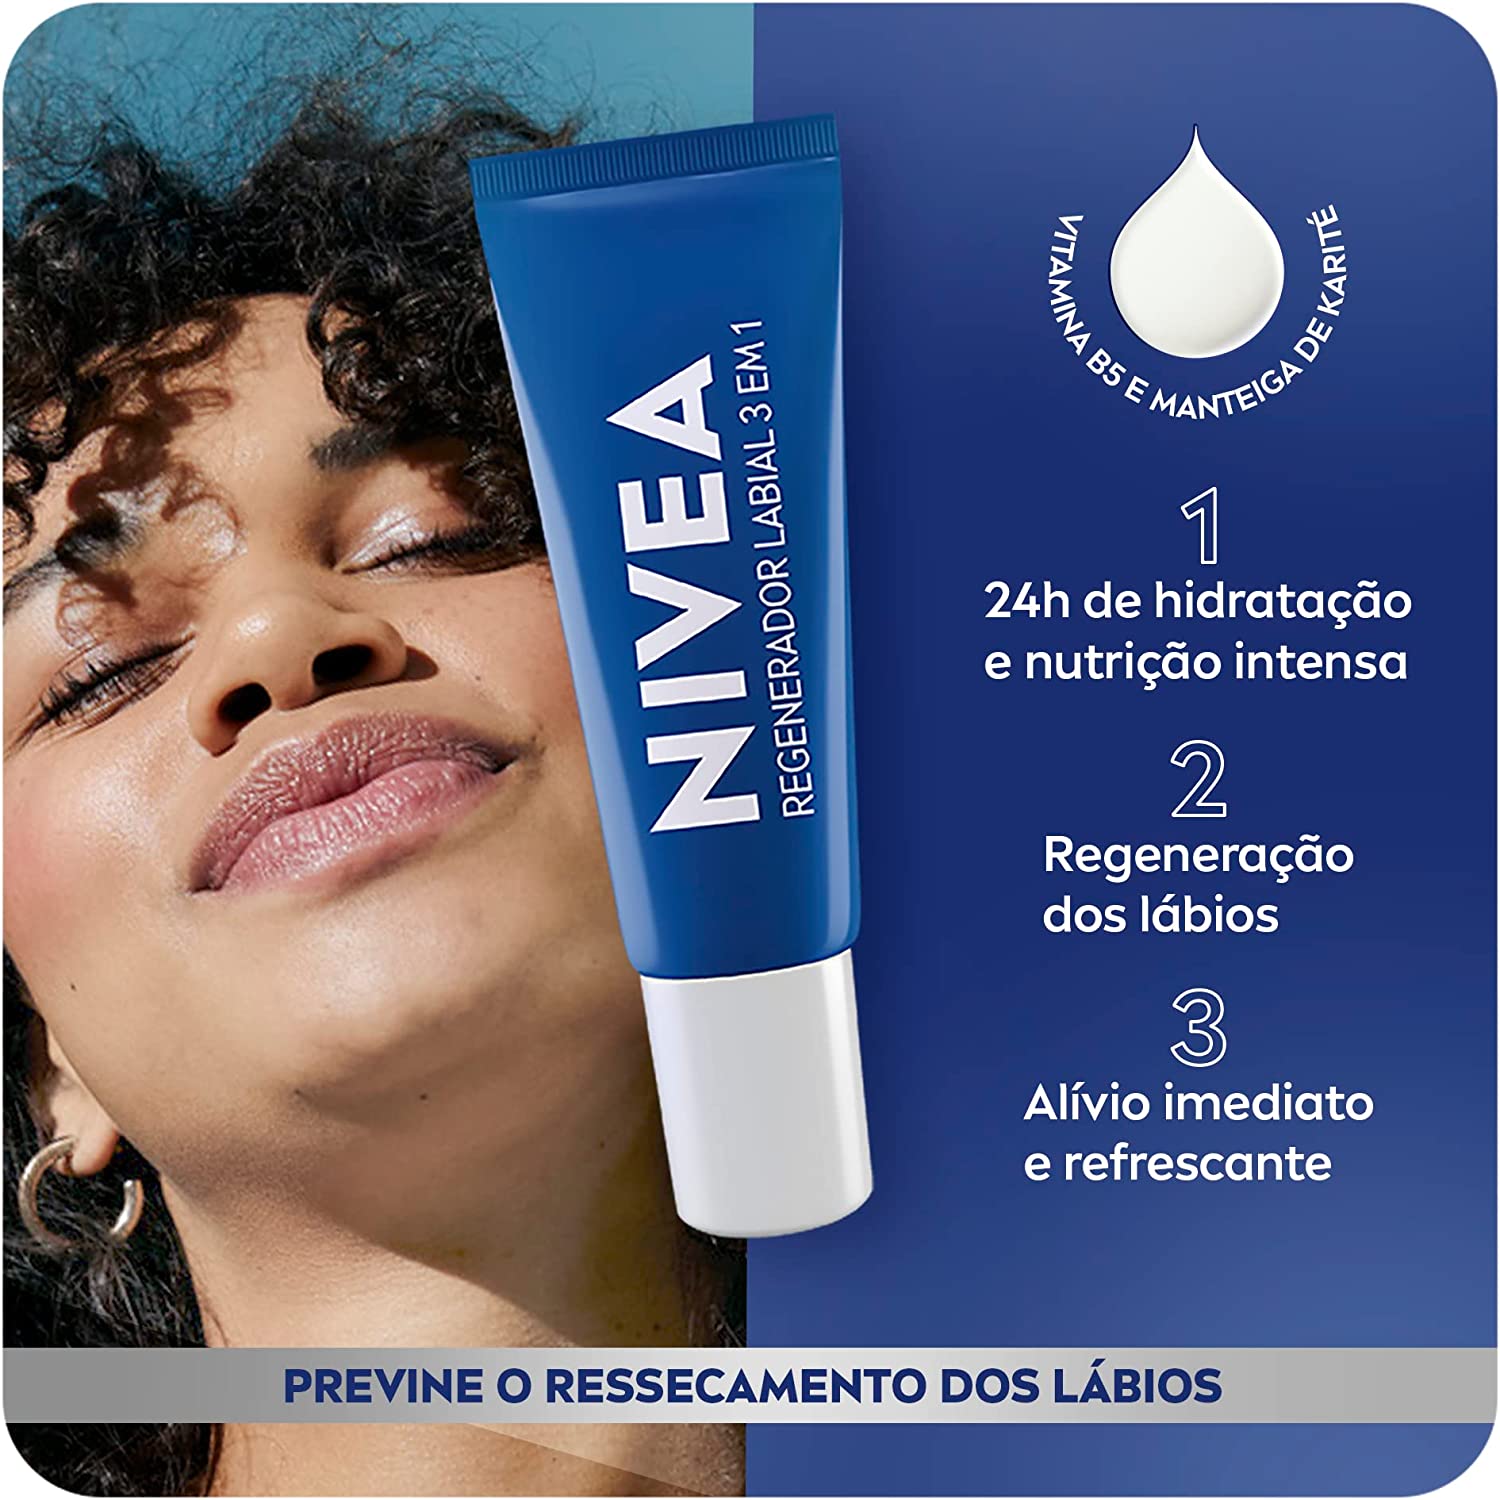 NIVEA
REGENERADOR LABIAL 3 EM 1
VITAMINA B5 E MANTEIGA DE KARITÉ
1
24h de hidratação
e nutrição intensa
2
Regeneração
dos lábios
3
Alívio imediato
e refrescante
PREVINE O RESSECAMENTO DOS LÁBIOS